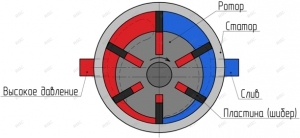 Ротор
Статор
Высокое давление
Слив
Пластина (шибер)